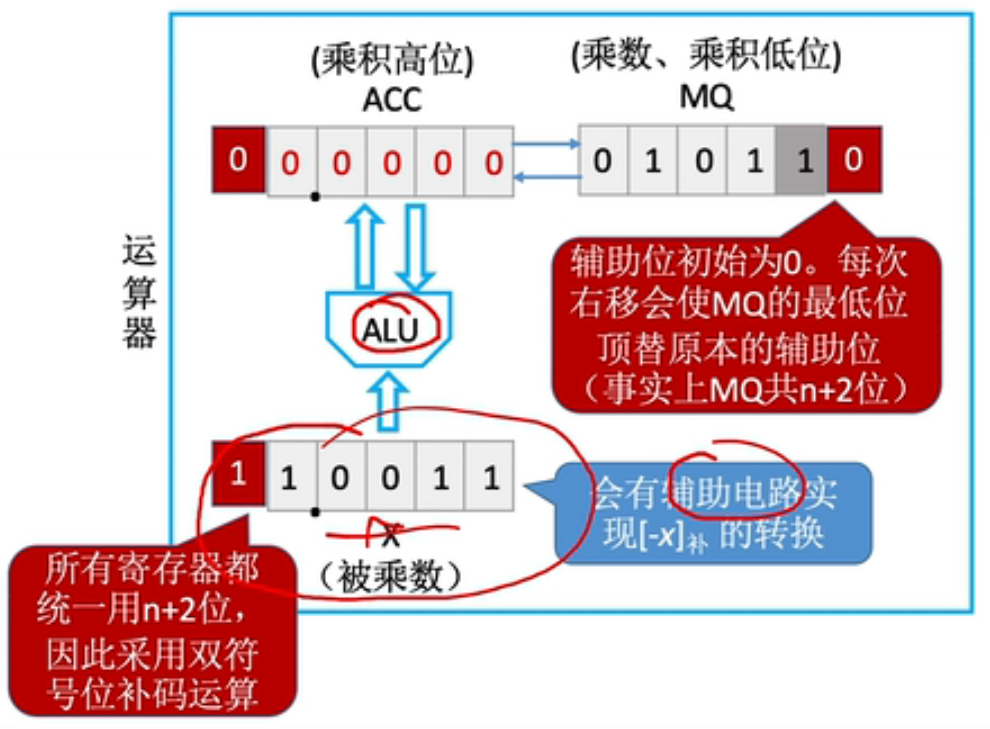 (乘积高位)
ACC
(乘数、乘积低位)
MQ
0 0 0 0 0 0
0 1 0 1 1 0
运
算
器
ALU
辅助位初始为0。每次
右移会使MQ的最低位
顶替原本的辅助位
（事实上MQ共n+2位）
1 1 0 0 1 1
X
（被乘数）
会有辅助电路实
现[-x]补 的转换
所有寄存器都
统一用n+2位，
因此采用双符
号位补码运算